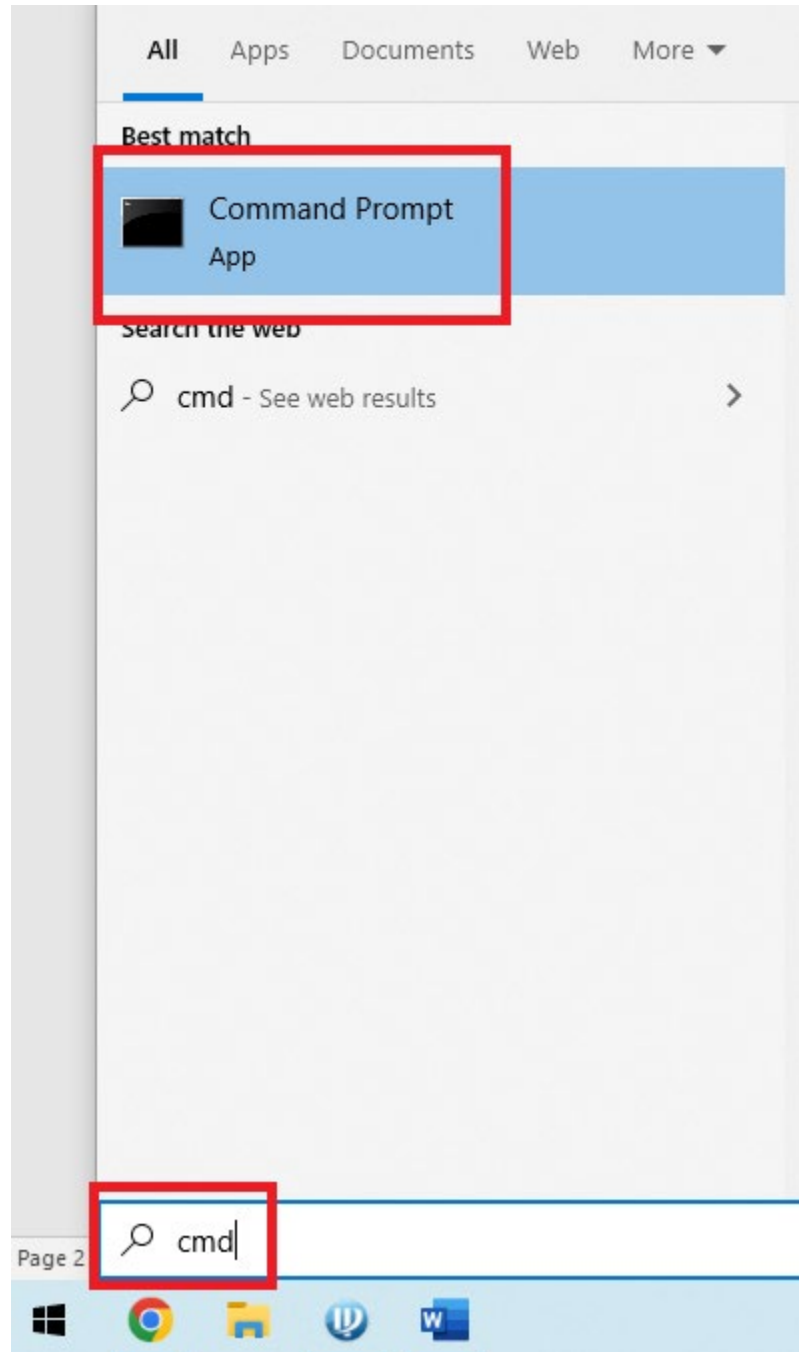 All Apps Documents Web More
Best match
Command Prompt
App
Search the web
cmd - See web results
cmd
Page 2